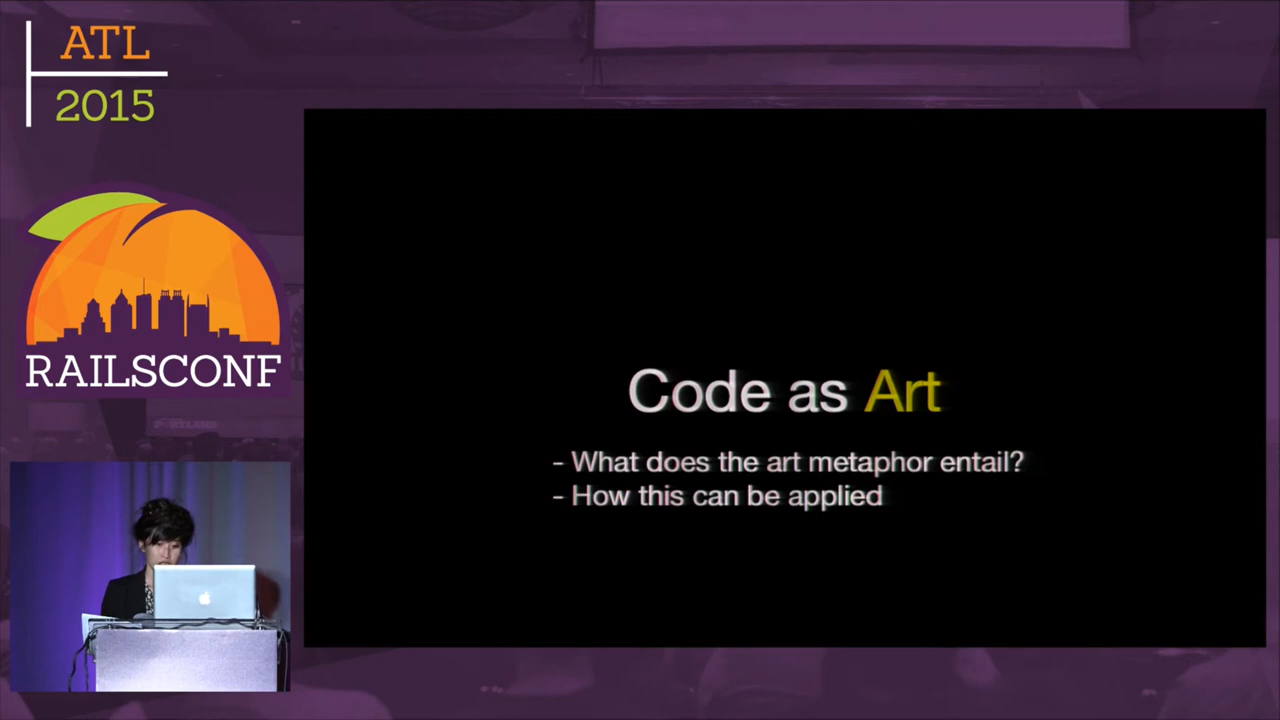 ATL
2015
RAILSCONF
Code as Art
- What does the art metaphor entail?
- How this can be applied